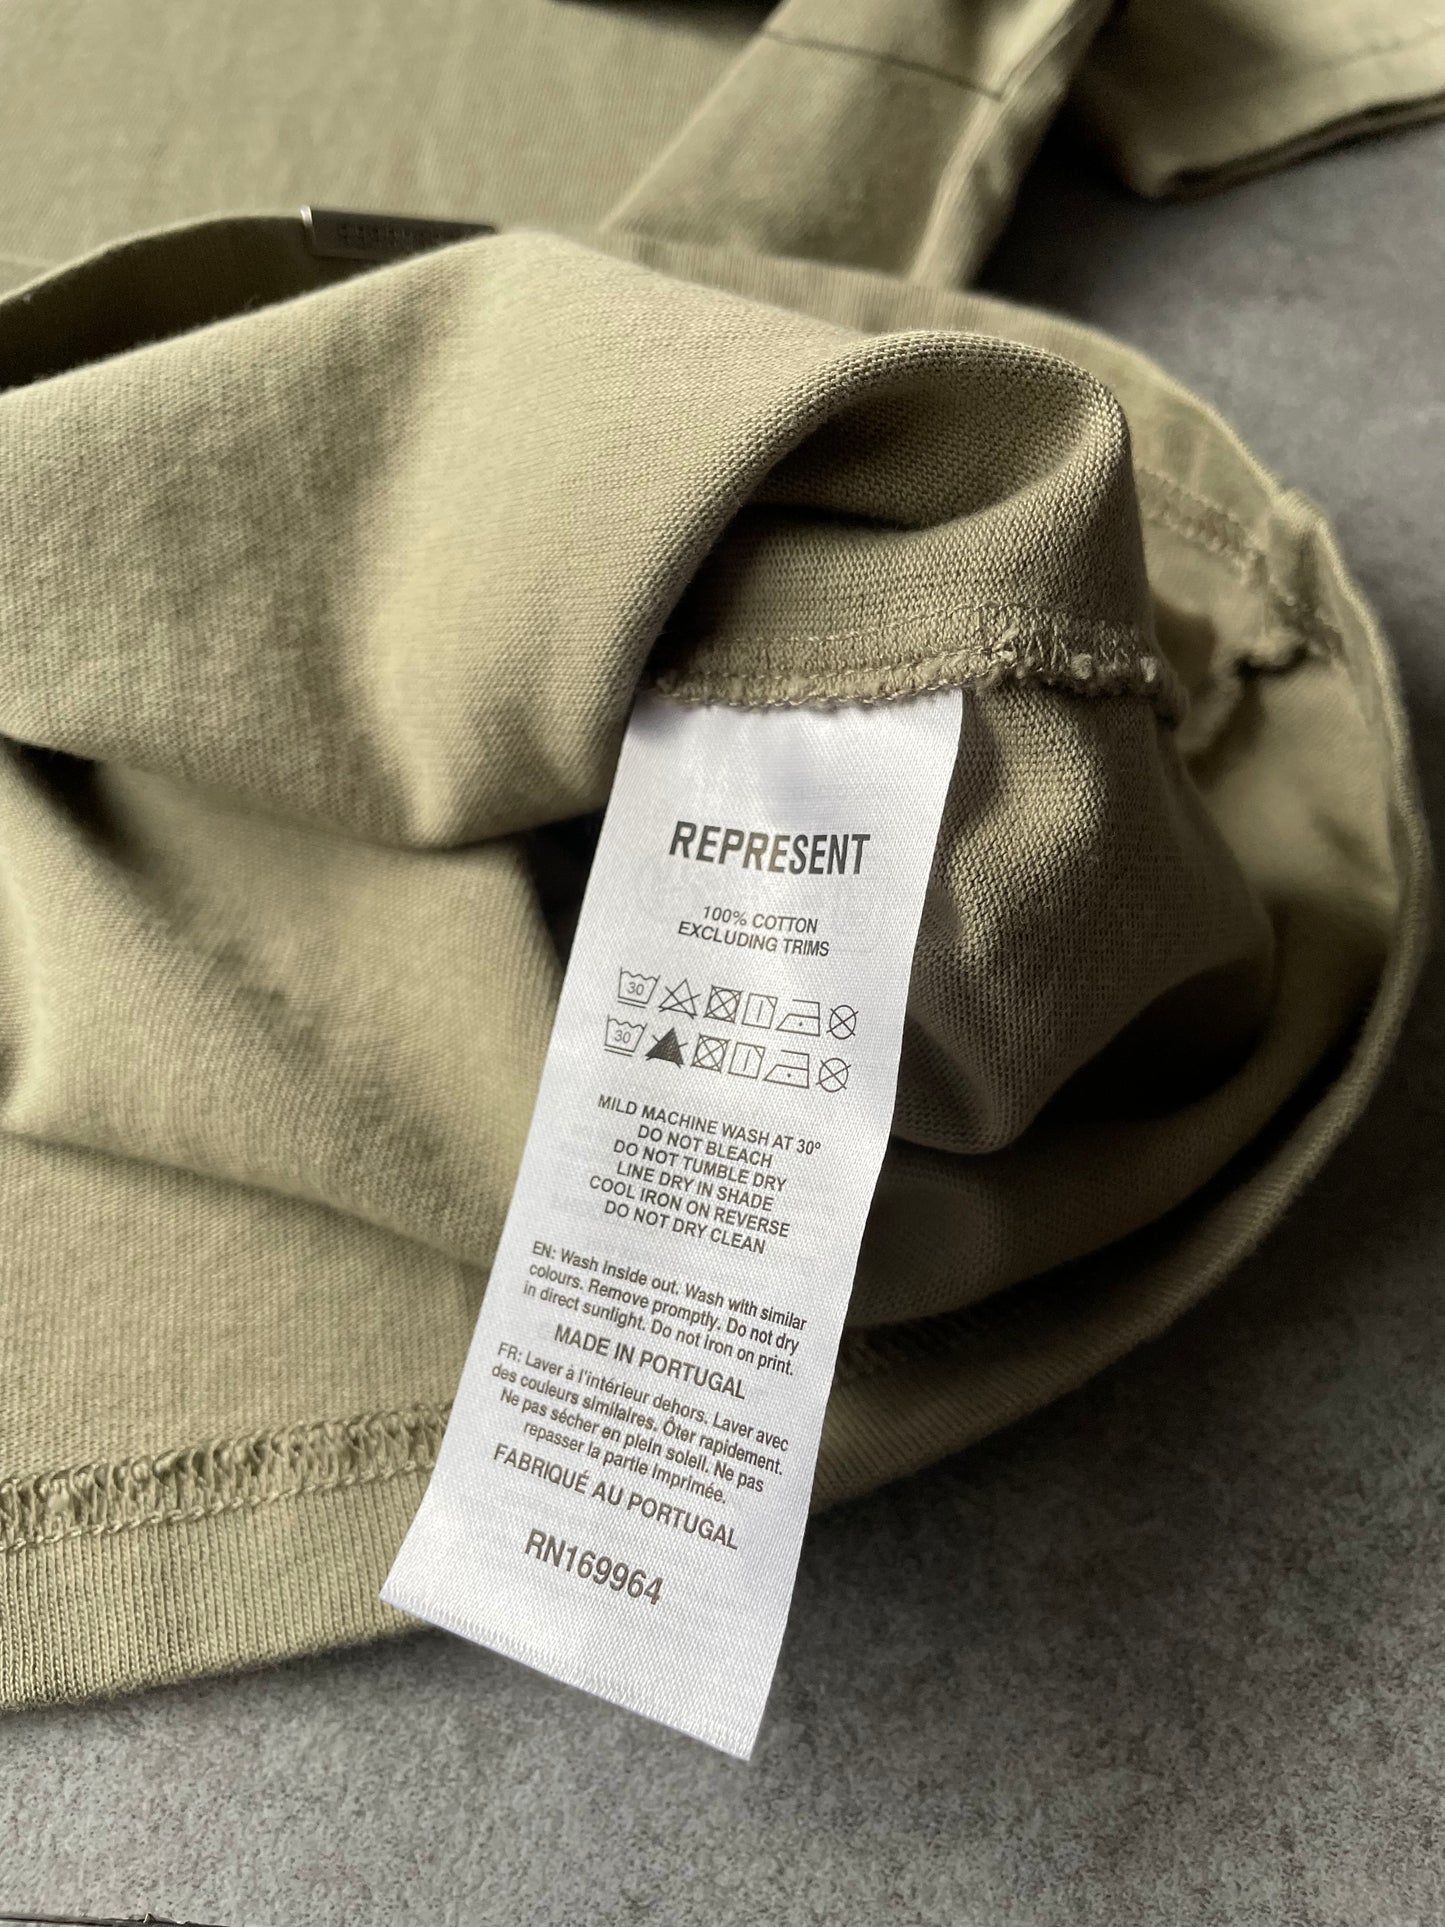 REPRESENT
100% COTTON
EXCLUDING TRIMS
30
30
MILD MACHINE WASH AT 30º
DO NOT BLEACH
DO NOT TUMBLE DRY
LINE DRY IN SHADE
COOL IRON ON REVERSE
DO NOT DRY CLEAN
EN: Wash inside out. Wash with similar
colours. Remove promptly. Do not dry
in direct sunlight. Do not iron on print.
MADE IN PORTUGAL
FR: Laver à l'intérieur dehors. Laver avec
des couleurs similaires. Ôter rapidement.
Ne pas sécher en plein soleil. Ne pas
repasser la partie imprimée.
FABRIQUÉ AU PORTUGAL
RN169964